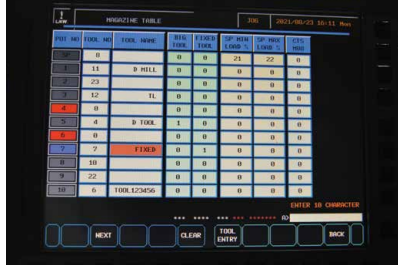 MAGAZINE TABLE JOG 2021/08/23 10:11 Mon
POT NO TOOL NO TOOL NAME BIG TOOL FIXED TOOL SP MIN LOAD % SP MAX LOAD % CTS
SP 8 0 0 21 22 0
1 11 D MILL 0 0 0 0 0
2 23 0 0 0 0 0
3 12 TL 0 0 0 0 0
4 0 0 0 0 0 0
5 4 D TOOL 1 0 0 0 0
6 0 0 0 0 0 0
7 7 FIXED 0 1 0 0 0
8 10 0 0 0 0 0
9 22 0 0 0 0 0
10 6 TOOL123456 0 0 0 0 0
ENTER 10 CHARACTER
*** **** *** *** ******* A>
NEXT CLEAR TOOL ENTRY BACK